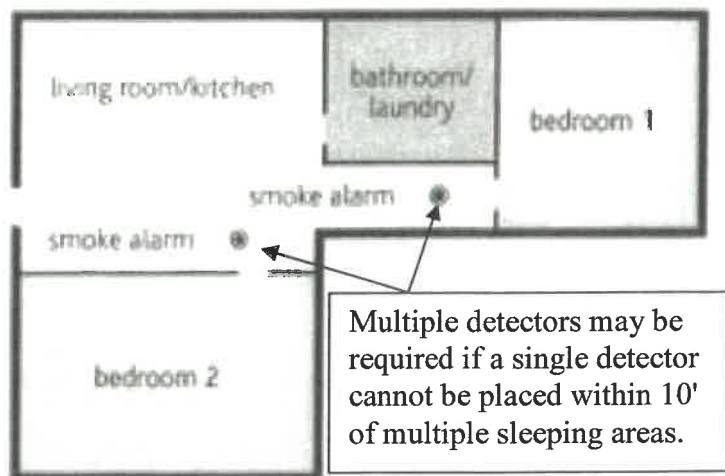 living room/kitchen
bathroom/
laundry
bedroom 1
smoke alarm
smoke alarm
bedroom 2
Multiple detectors may be
required if a single detector
cannot be placed within 10'
of multiple sleeping areas.